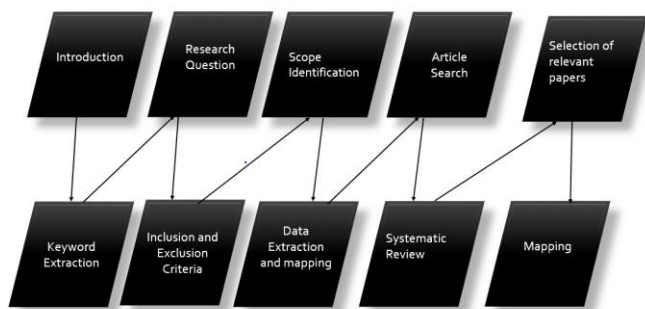 Introduction
Research
Question
Scope
Identification
Article
Search
Selection of
relevant
papers
Keyword
Extraction
Inclusion and
Exclusion
Criteria
Data
Extraction
and mapping
Systematic
Review
Mapping